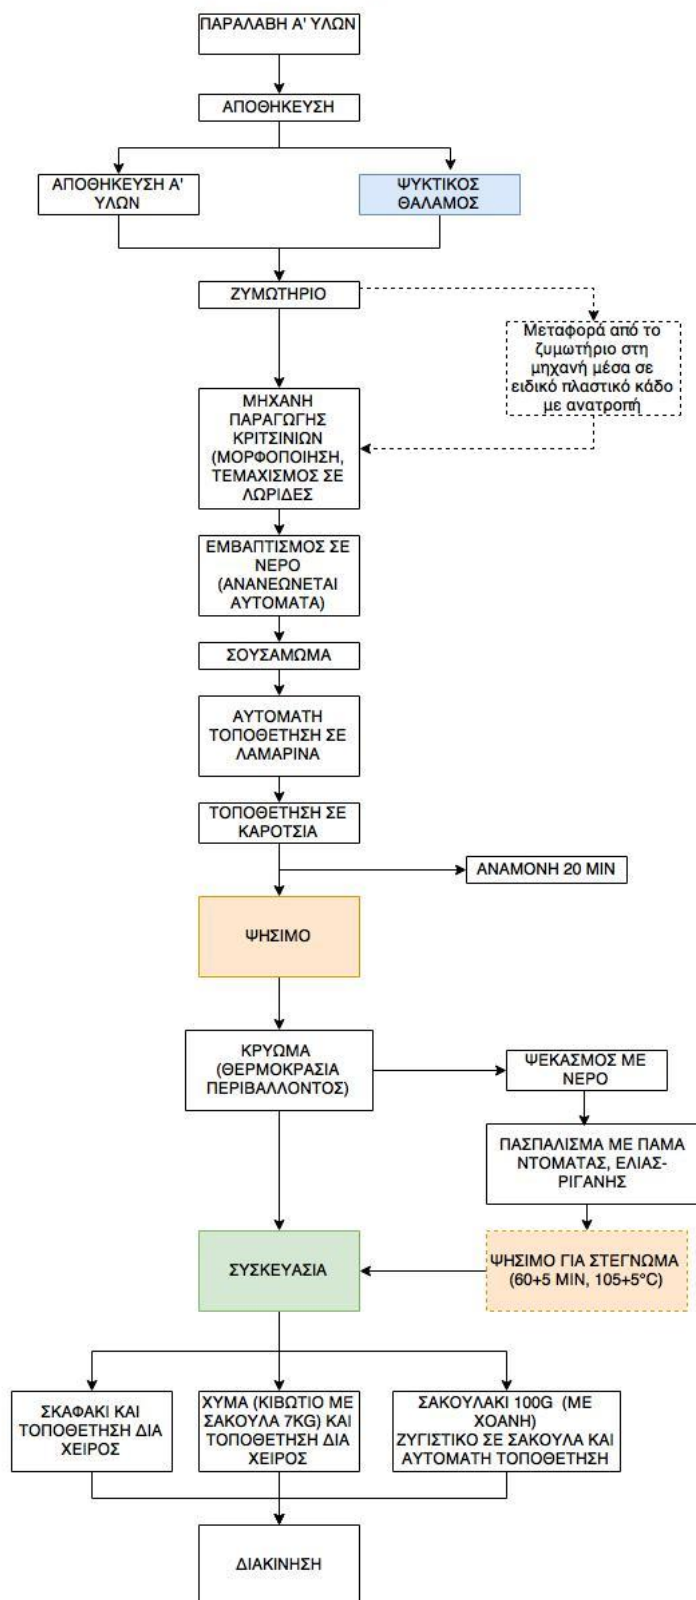 ΠΑΡΑΛΑΒΗ Α' ΥΛΩΝ
ΑΠΟΘΗΚΕΥΣΗ
ΑΠΟΘΗΚΕΥΣΗ Α'
ΥΛΩΝ
ΨΥΚΤΙΚΟΣ
ΘΑΛΑΜΟΣ
ΖΥΜΩΤΗΡΙΟ
Μεταφορά από το
ζυμωτήριο στη
μηχανή μέσα σε
ειδικό πλαστικό κάδο
με ανατροπή
ΜΗΧΑΝΗ
ΠΑΡΑΓΩΓΗΣ
ΚΡΙΤΣΙΝΙΩΝ
(ΜΟΡΦΟΠΟΙΗΣΗ,
ΤΕΜΑΧΙΣΜΟΣ ΣΕ
ΛΩΡΙΔΕΣ
ΕΜΒΑΠΤΙΣΜΟΣ ΣΕ
ΝΕΡΟ
(ΑΝΑΝΕΩΝΕΤΑΙ
ΑΥΤΟΜΑΤΑ)
ΣΟΥΣΑΜΩΜΑ
ΑΥΤΟΜΑΤΗ
ΤΟΠΟΘΕΤΗΣΗ ΣΕ
ΛΑΜΑΡΙΝΑ
ΤΟΠΟΘΕΤΗΣΗ ΣΕ
ΚΑΡΟΤΣΙΑ
ΑΝΑΜΟΝΗ 20 MIN
ΨΗΣΙΜΟ
ΚΡΥΩΜΑ
(ΘΕΡΜΟΚΡΑΣΙΑ
ΠΕΡΙΒΑΛΛΟΝΤΟΣ)
ΨΕΚΑΣΜΟΣ ΜΕ
ΝΕΡΟ
ΠΑΣΠΑΛΙΣΜΑ ΜΕ ΠΑΜΑ
ΝΤΟΜΑΤΑΣ, ΕΛΙΑΣ-
ΡΙΓΑΝΗΣ
ΨΗΣΙΜΟ ΓΙΑ ΣΤΕΓΝΩΜΑ
(60+5 MIN, 105+5°C)
ΣΥΣΚΕΥΑΣΙΑ
ΣΚΑΦΑΚΙ ΚΑΙ
ΤΟΠΟΘΕΤΗΣΗ ΔΙΑ
ΧΕΙΡΟΣ
ΧΥΜΑ (ΚΙΒΩΤΙΟ ΜΕ
ΣΑΚΟΥΛΑ 7KG) ΚΑΙ
ΤΟΠΟΘΕΤΗΣΗ ΔΙΑ
ΧΕΙΡΟΣ
ΣΑΚΟΥΛΑΚΙ 100G (ΜΕ
ΧΟΑΝΗ)
ΖΥΓΙΣΤΙΚΟ ΣΕ ΣΑΚΟΥΛΑ ΚΑΙ
ΑΥΤΟΜΑΤΗ ΤΟΠΟΘΕΤΗΣΗ
ΔΙΑΚΙΝΗΣΗ